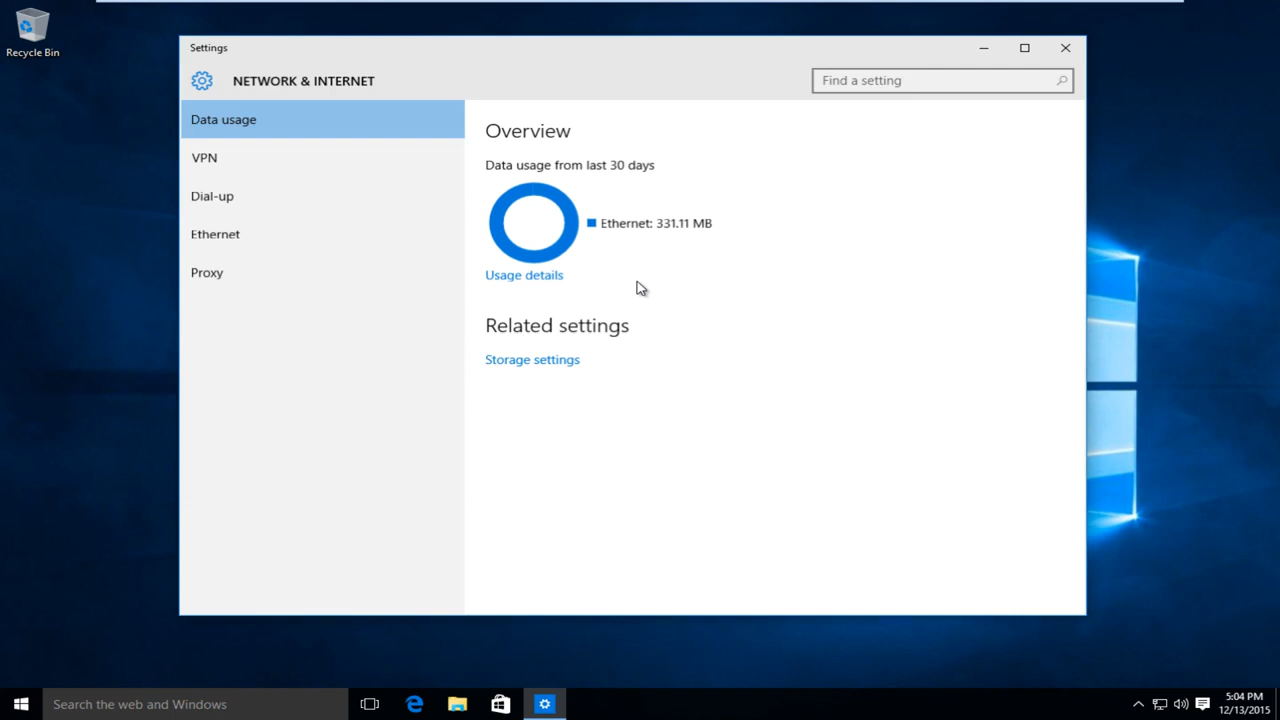 Recycle Bin
Settings
NETWORK & INTERNET
Find a setting
Data usage
VPN
Dial-up
Ethernet
Proxy
Overview
Data usage from last 30 days
Ethernet: 331.11 MB
Usage details
Related settings
Storage settings
Search the web and Windows
5:04 PM
12/13/2015